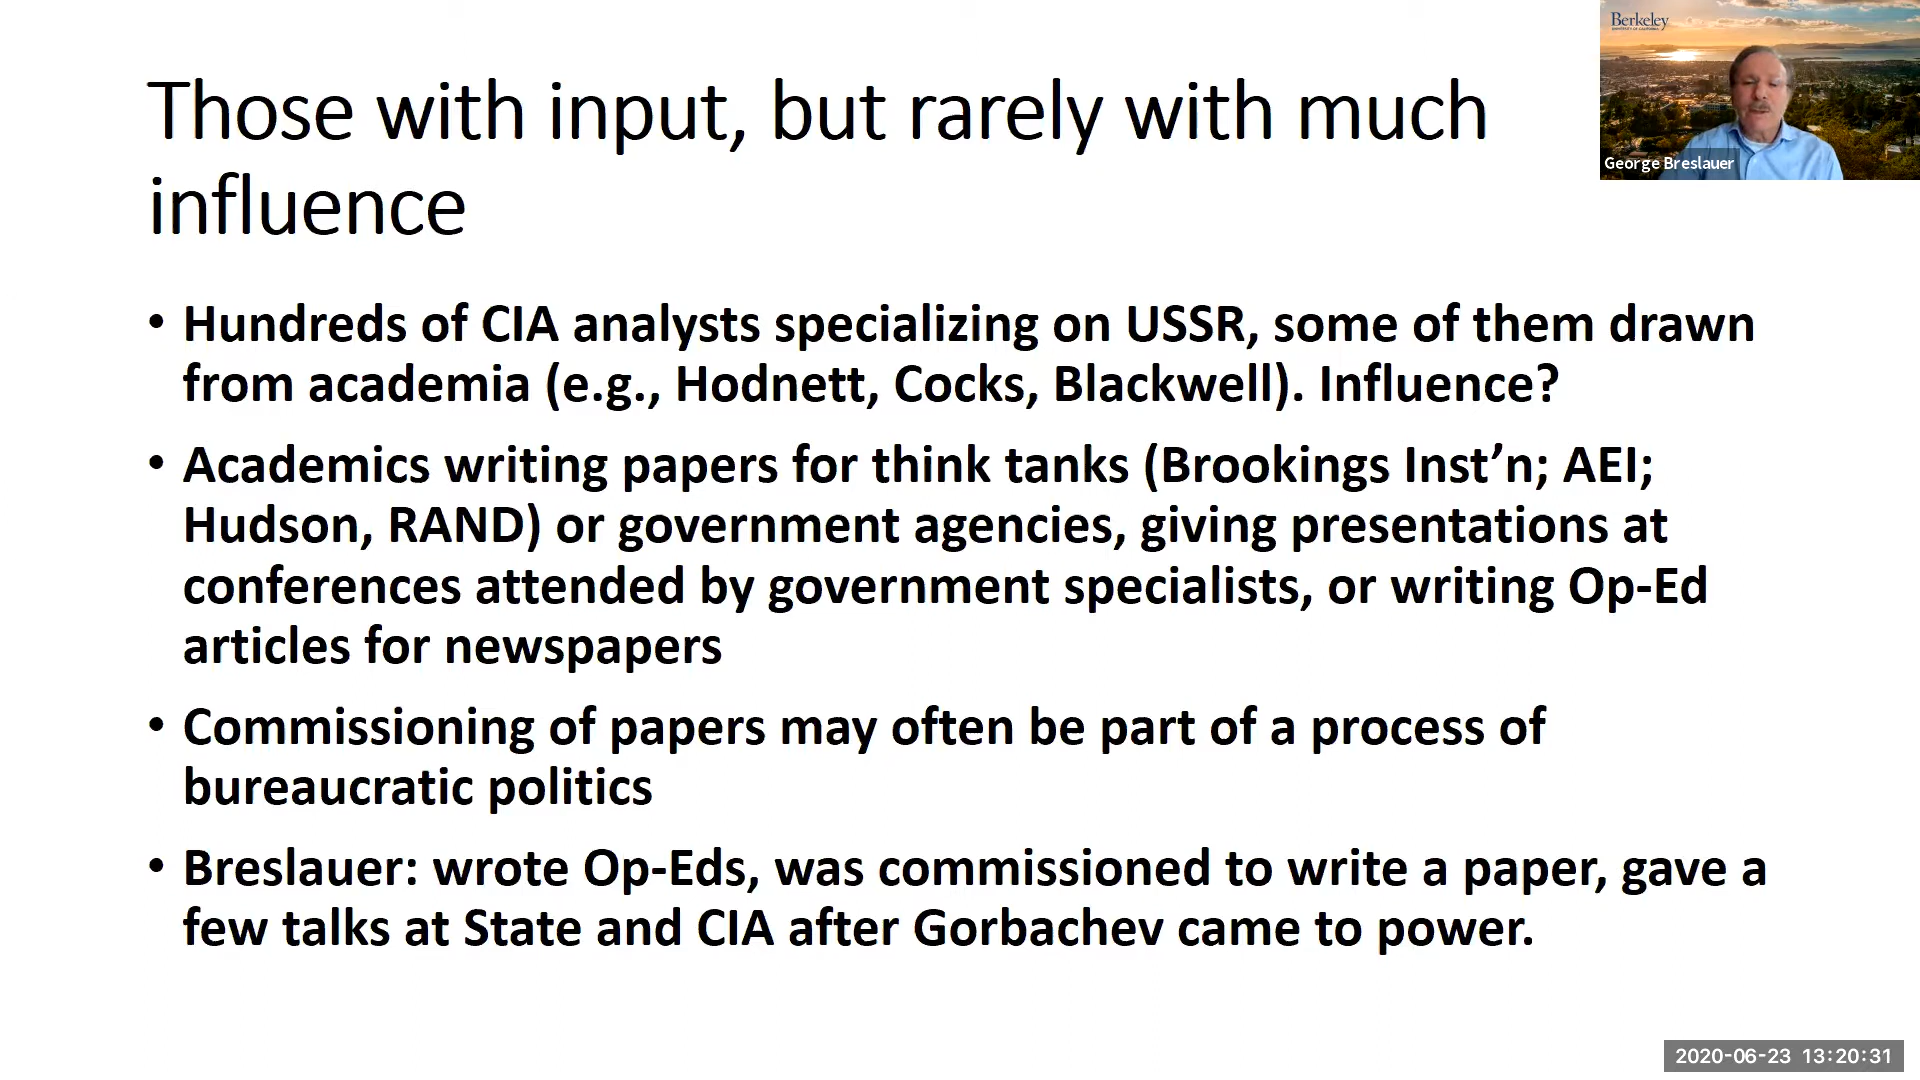 Those with input, but rarely with much
influence
• Hundreds of CIA analysts specializing on USSR, some of them drawn
from academia (e.g., Hodnett, Cocks, Blackwell). Influence?
• Academics writing papers for think tanks (Brookings Inst’n; AEI;
Hudson, RAND) or government agencies, giving presentations at
conferences attended by government specialists, or writing Op-Ed
articles for newspapers
• Commissioning of papers may often be part of a process of
bureaucratic politics
• Breslauer: wrote Op-Eds, was commissioned to write a paper, gave a
few talks at State and CIA after Gorbachev came to power.
Berkeley
UNIVERSITY OF CALIFORNIA
George Breslauer
2020-06-23 13:20:31